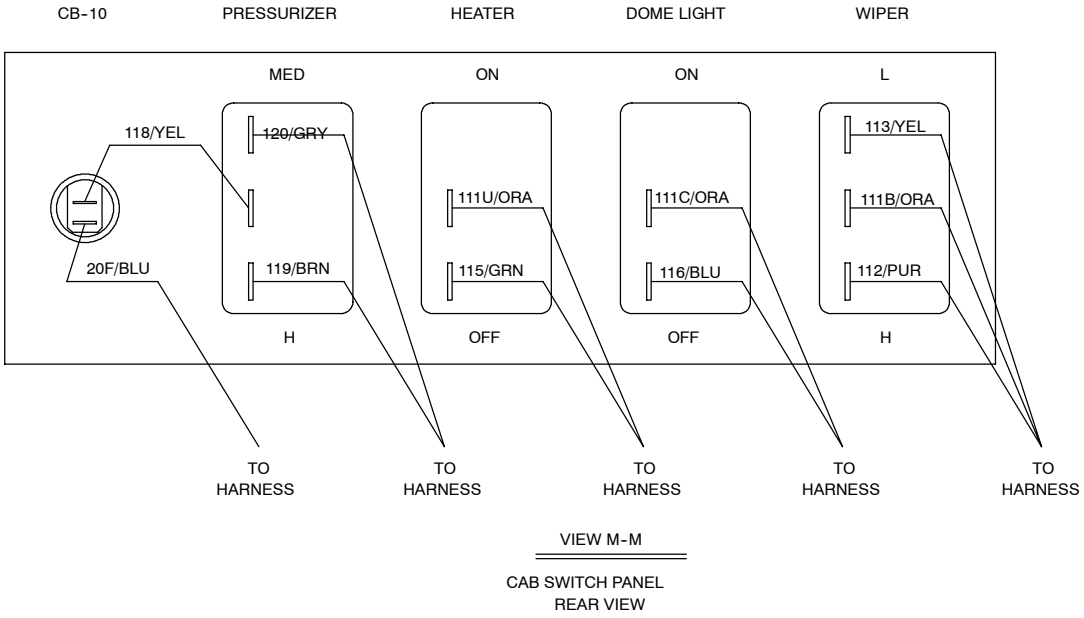 CB-10 PRESSURIZER HEATER DOME LIGHT WIPER
MED ON ON L
118/YEL 120/GRY 113/YEL
111U/ORA 111C/ORA 111B/ORA
20F/BLU 119/BRN 115/GRN 116/BLU 112/PUR
H OFF OFF H
TO TO TO TO TO
HARNESS HARNESS HARNESS HARNESS HARNESS
VIEW M-M
CAB SWITCH PANEL
REAR VIEW